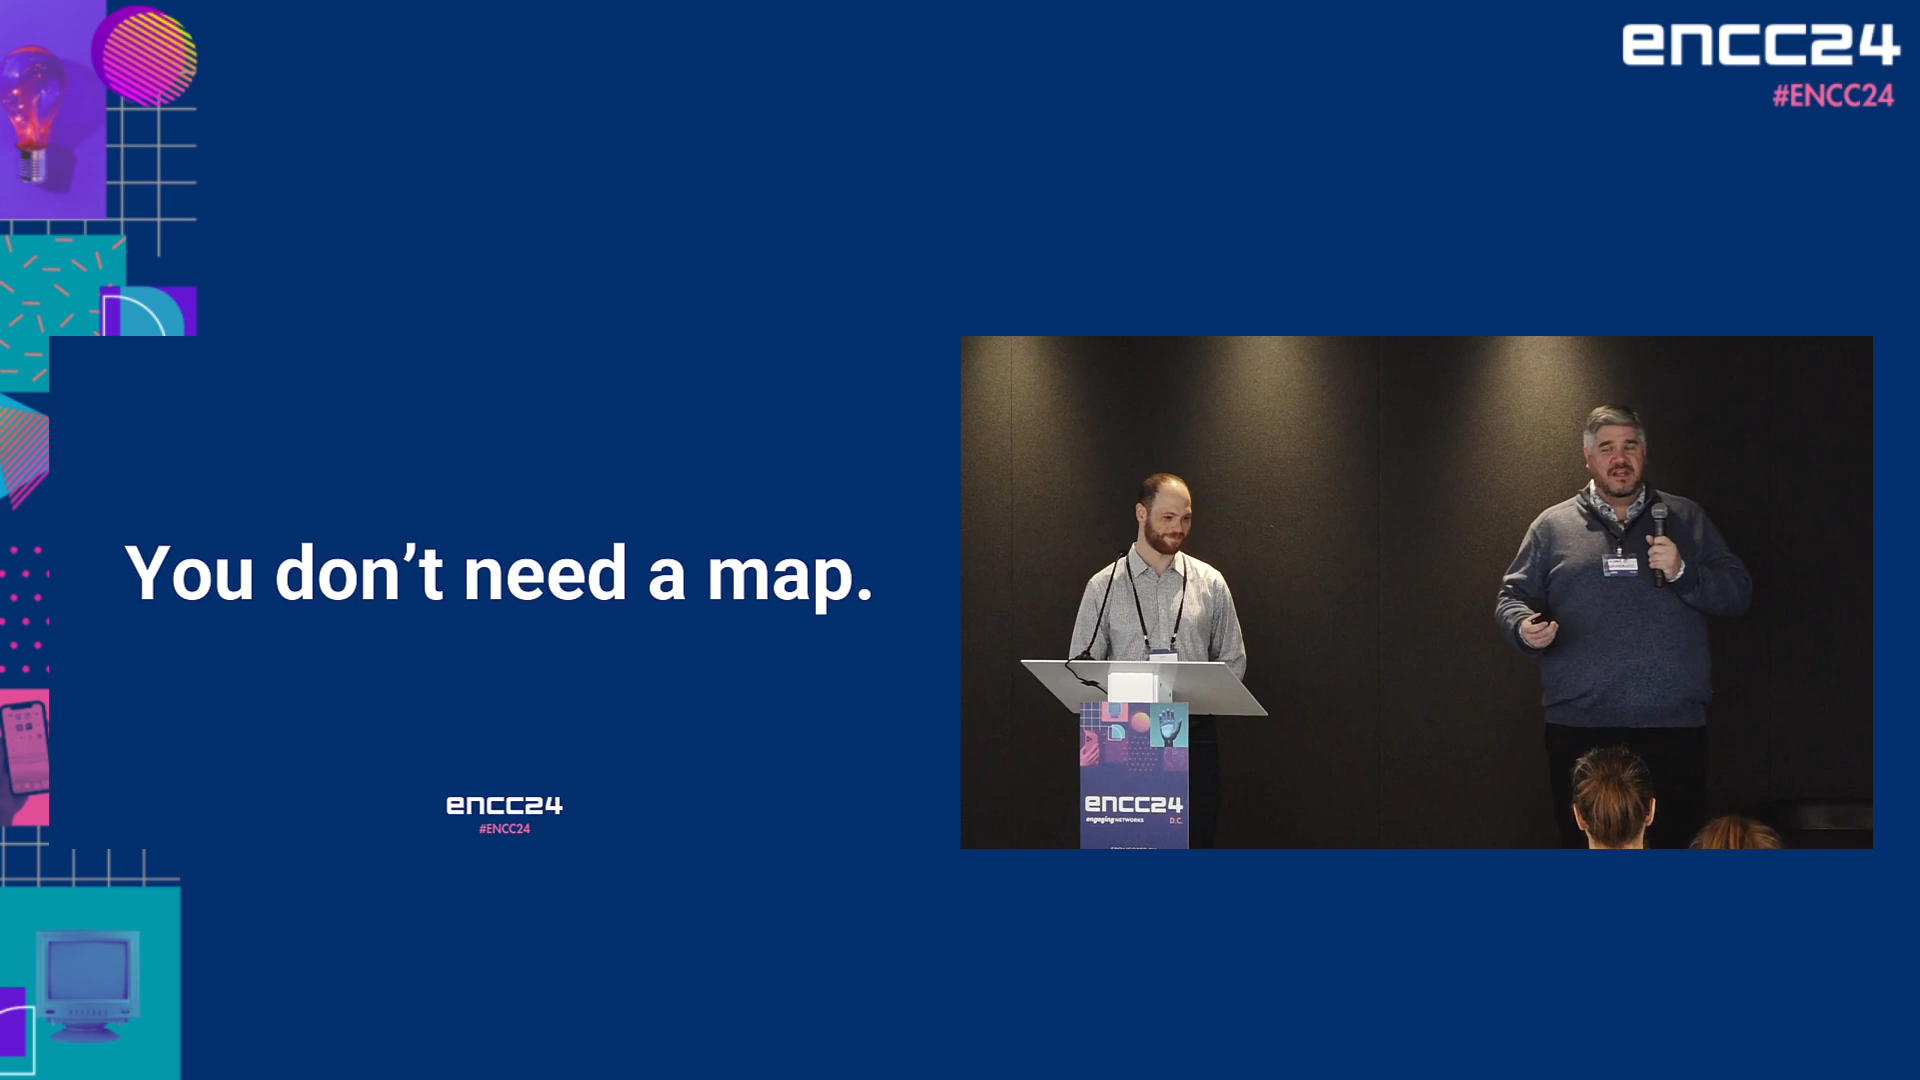 encc24
#ENCC24
You don’t need a map.
encc24
#ENCC24
encc24
engaging NETWORKS
D.C.